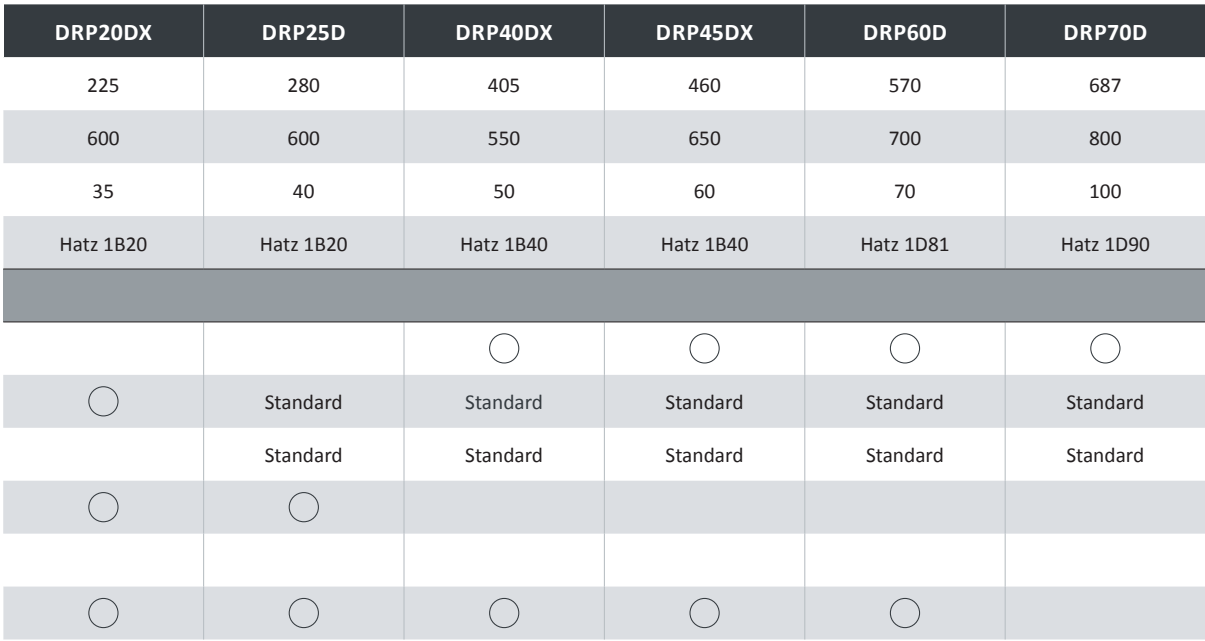 DRP20DX DRP25D DRP40DX DRP45DX DRP60D DRP70D
225 280 405 460 570 687
600 600 550 650 700 800
35 40 50 60 70 100
Hatz 1B20 Hatz 1B20 Hatz 1B40 Hatz 1B40 Hatz 1D81 Hatz 1D90
Standard Standard Standard Standard Standard
Standard Standard Standard Standard Standard